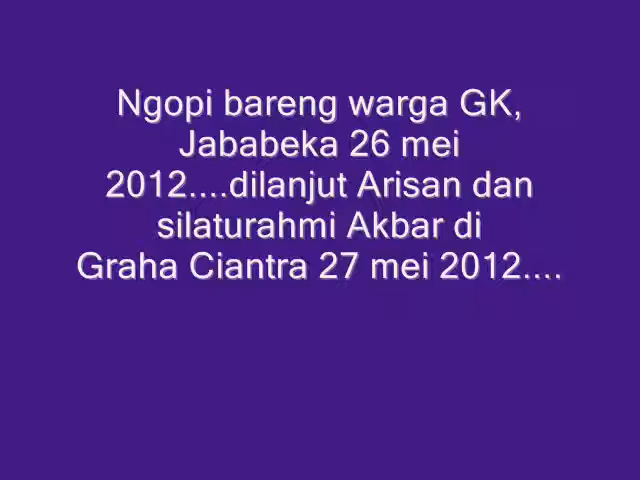 Ngopi bareng warga GK,
Jababeka 26 mei
2012....dilanjut Arisan dan
silaturahmi Akbar di
Graha Ciantra 27 mei 2012....